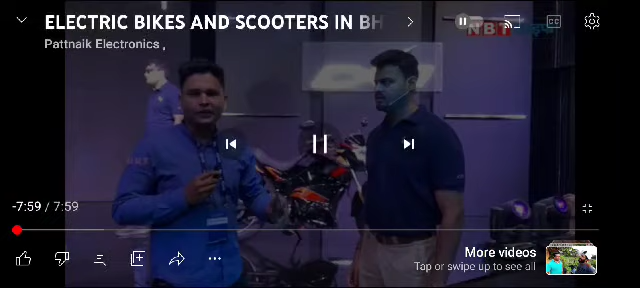 ELECTRIC BIKES AND SCOOTERS IN BH
Pattnaik Electronics ,
CC
NBT
-7:59 / 7:59
More videos
Tap or swipe up to see all